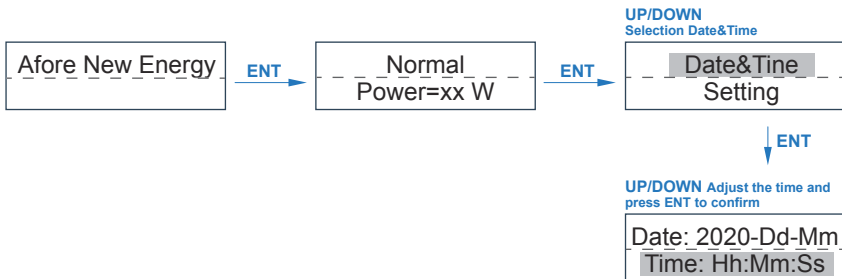 UP/DOWN
Selection Date&Time
Afore New Energy
ENT
Normal
Power=xx W
ENT
Date&Tine
Setting
ENT
UP/DOWN Adjust the time and
press ENT to confirm
Date: 2020-Dd-Mm
Time: Hh:Mm:Ss